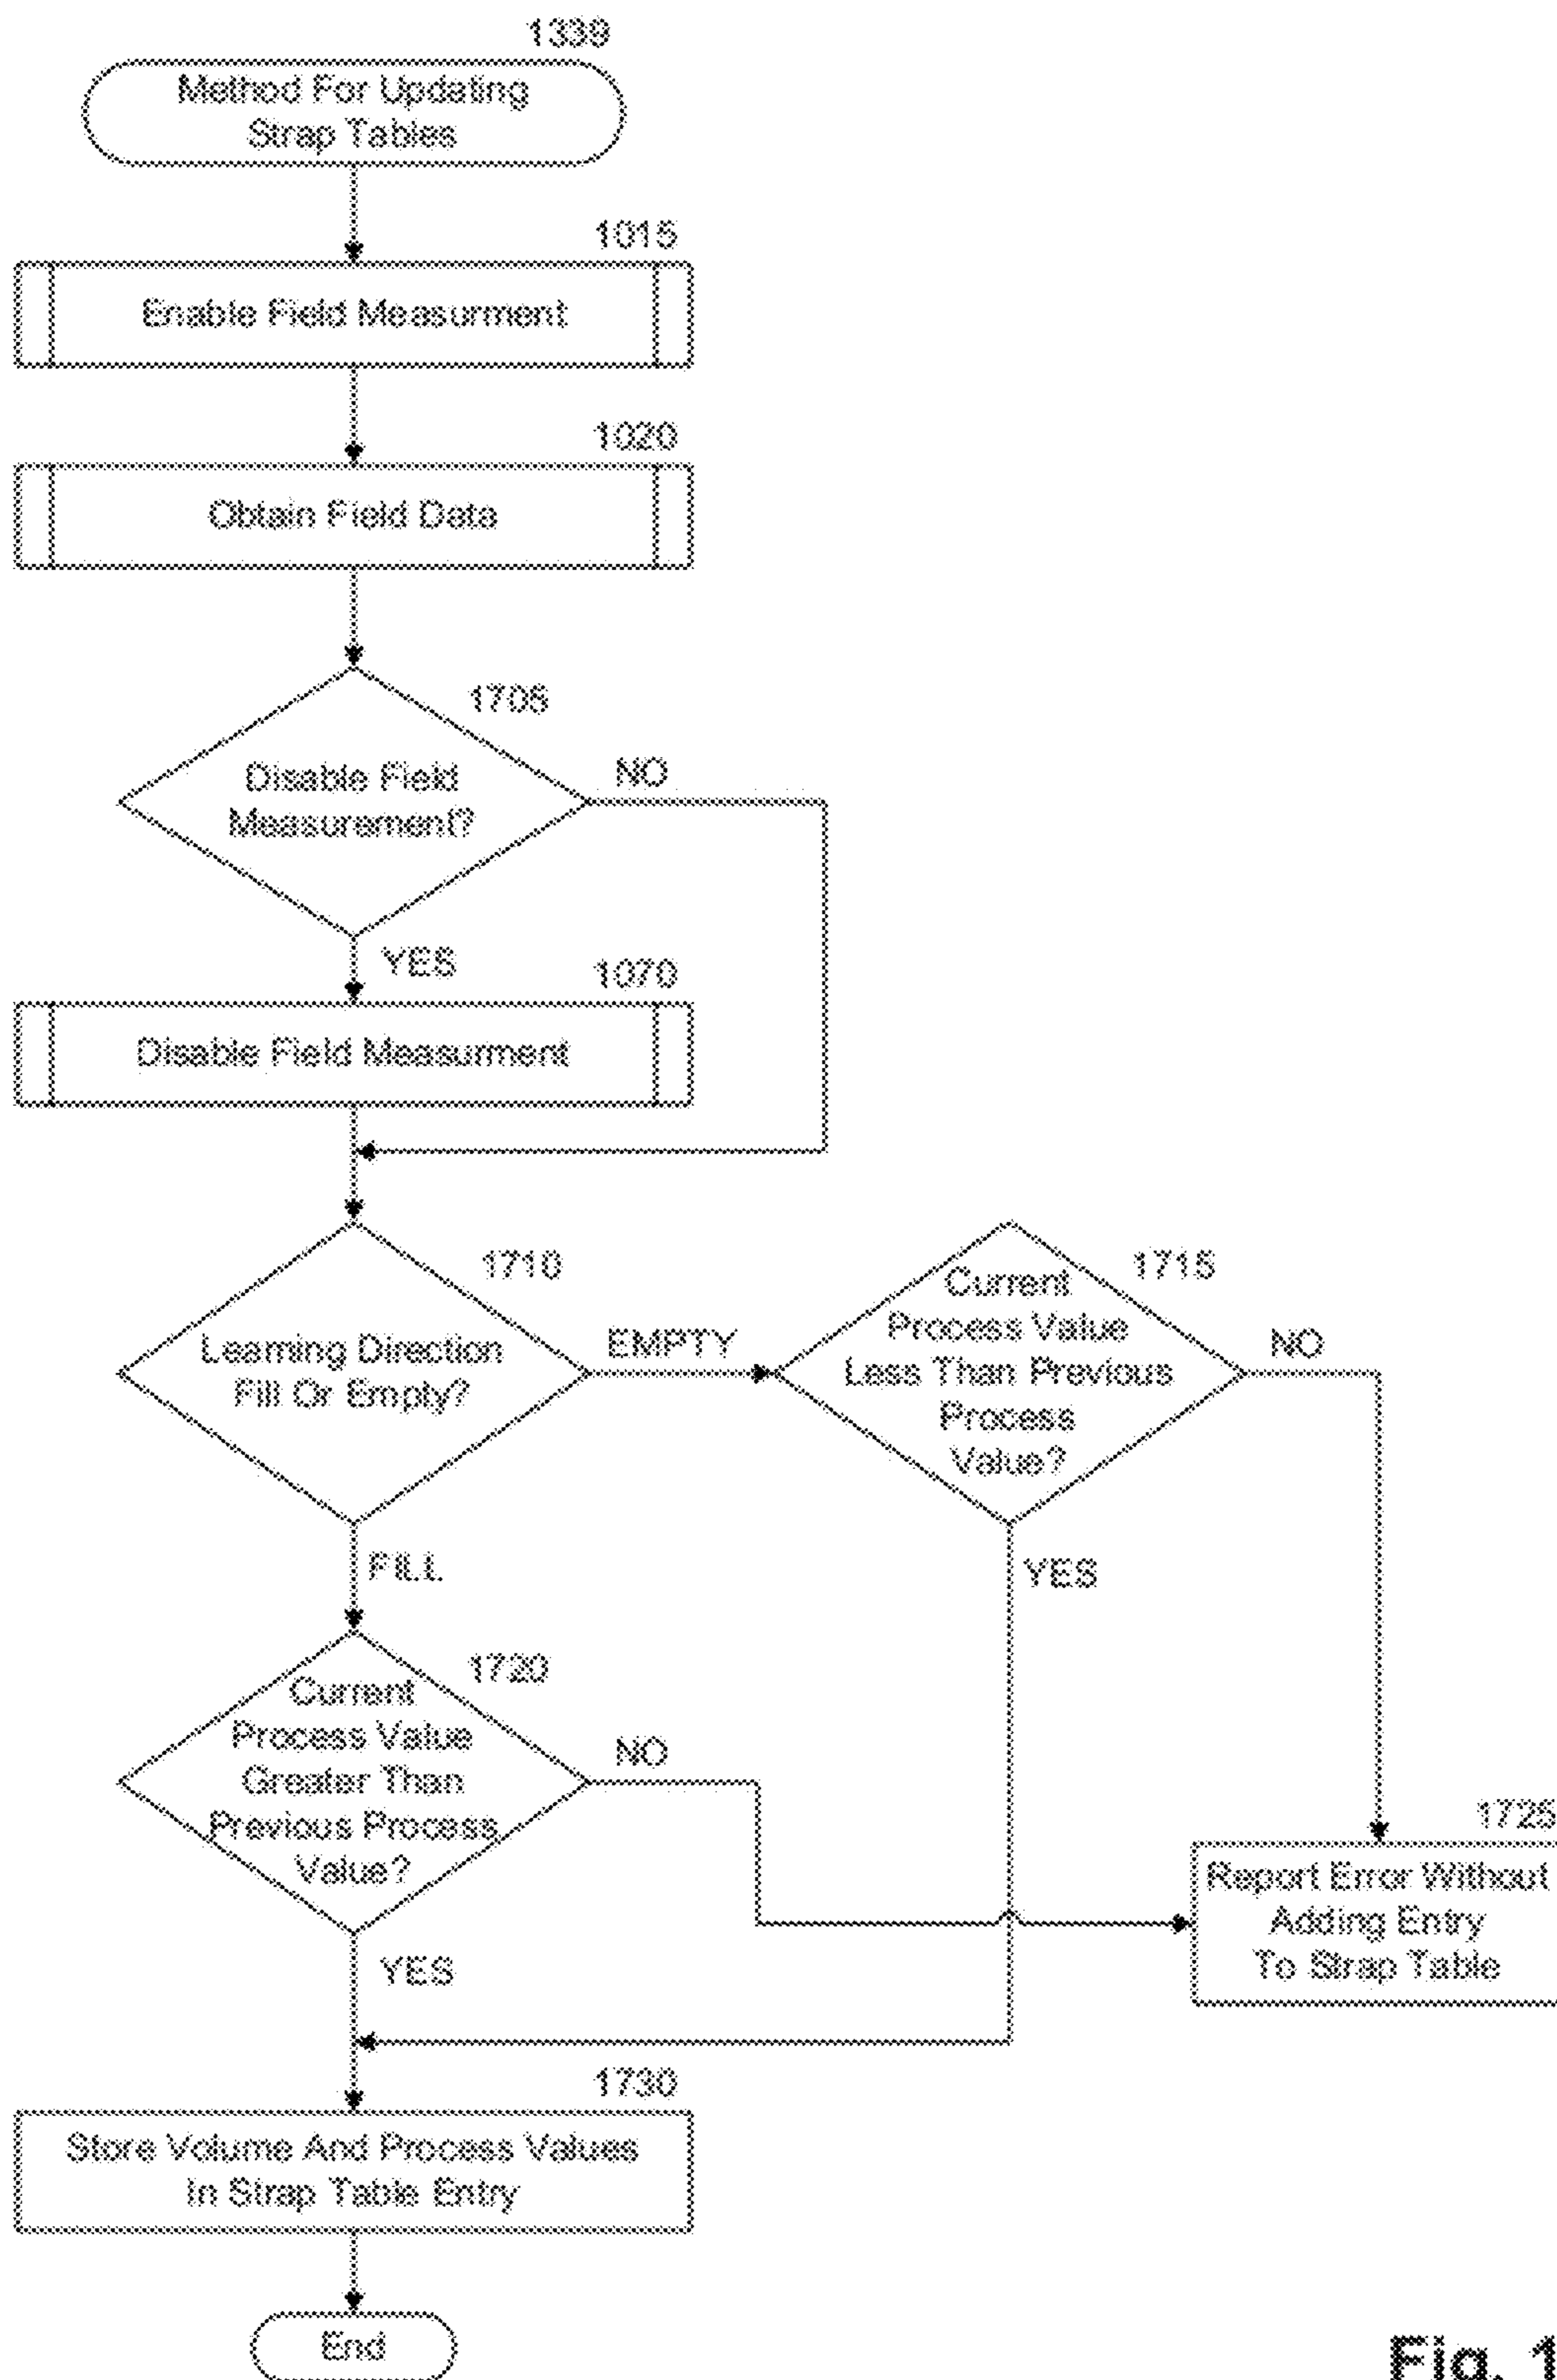 1339
Method For Updating
Strap Tables
1015
Enable Field Measurment
1020
Obtain Field Data
1705
Disable Field
Measurement?
NO
YES
1070
Disable Field Measurment
1710
Learning Direction
Fill Or Empty?
EMPTY
FILL
1715
Current
Process Value
Less Than Previous
Process
Value?
NO
YES
1720
Current
Process Value
Greater Than
Previous Process
Value?
NO
YES
1725
Report Error Without
Adding Entry
To Strap Table
1730
Store Volume And Process Values
In Strap Table Entry
End
Fig. 1